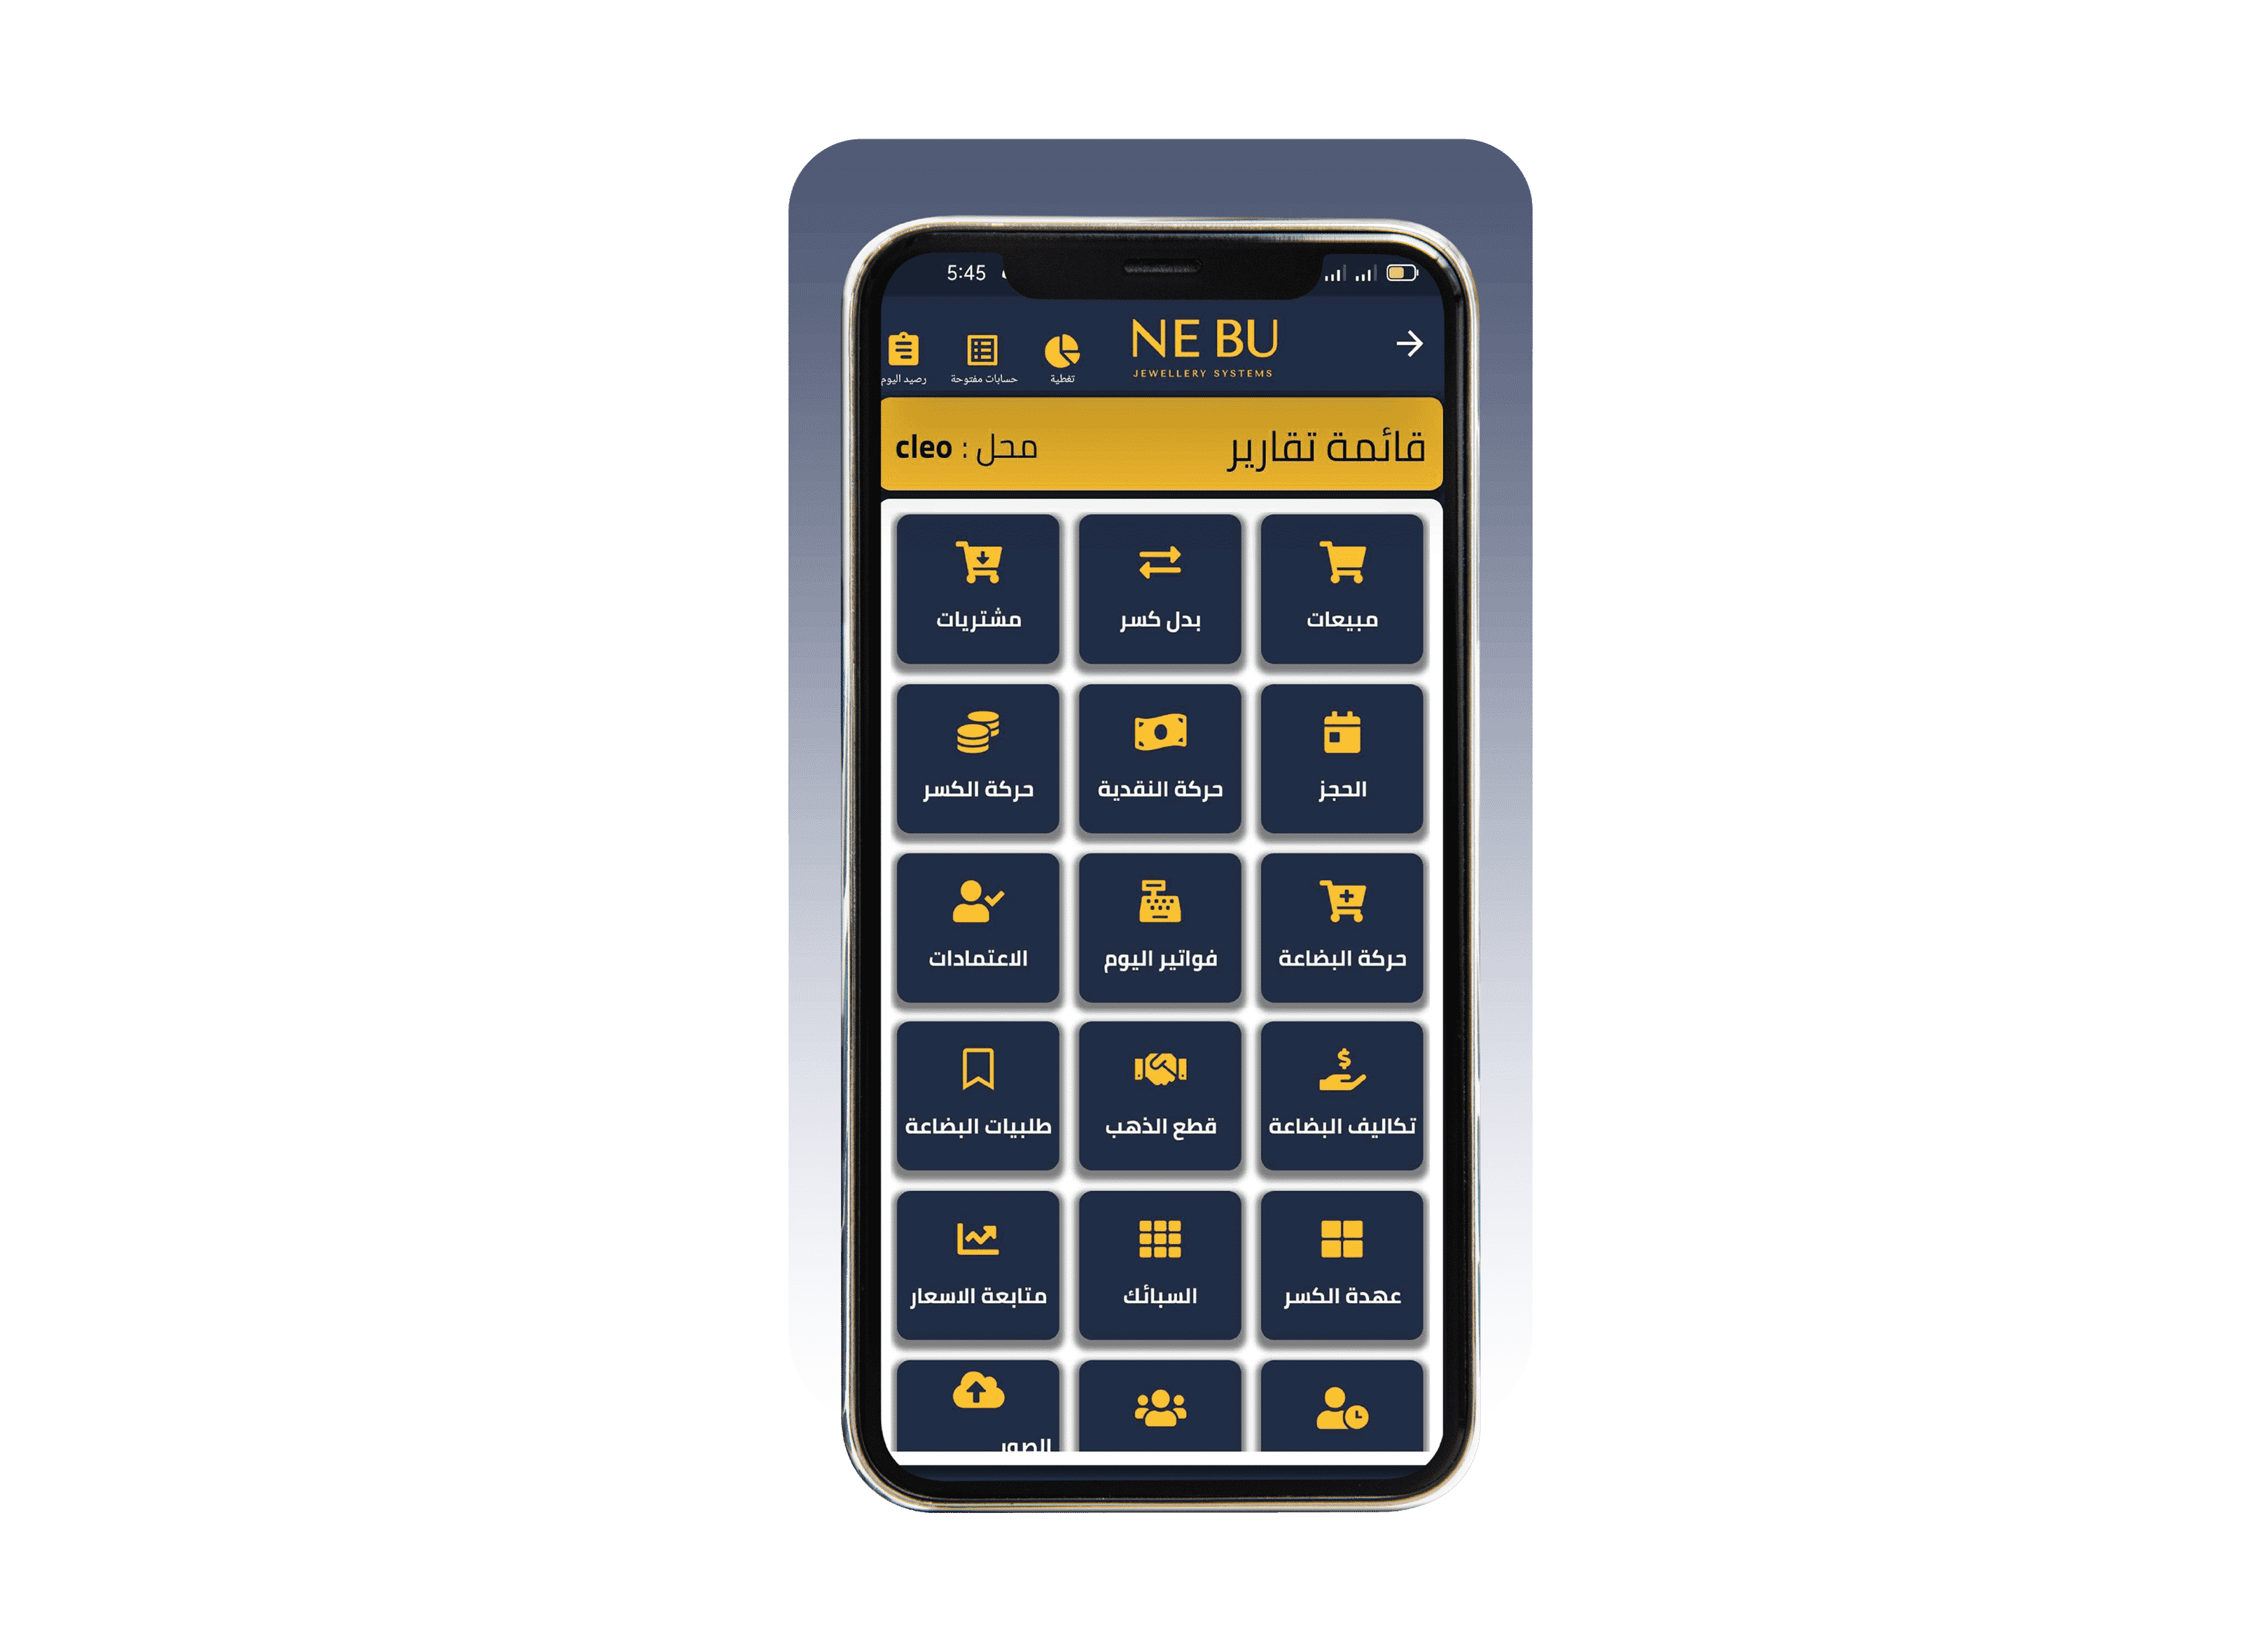 5:45
NE BU
JEWELLERY SYSTEMS
تغطية
حسابات مفتوحة
رصيد اليوم
قائمة تقارير
محل : cleo
مبيعات
بدل كسر
مشتريات
الحجز
حركة النقدية
حركة الكسر
حركة البضاعة
فواتير اليوم
الاعتمادات
تكاليف البضاعة
قطع الذهب
طلبيات البضاعة
عهدة الكسر
السبائك
متابعة الاسعار
الصور